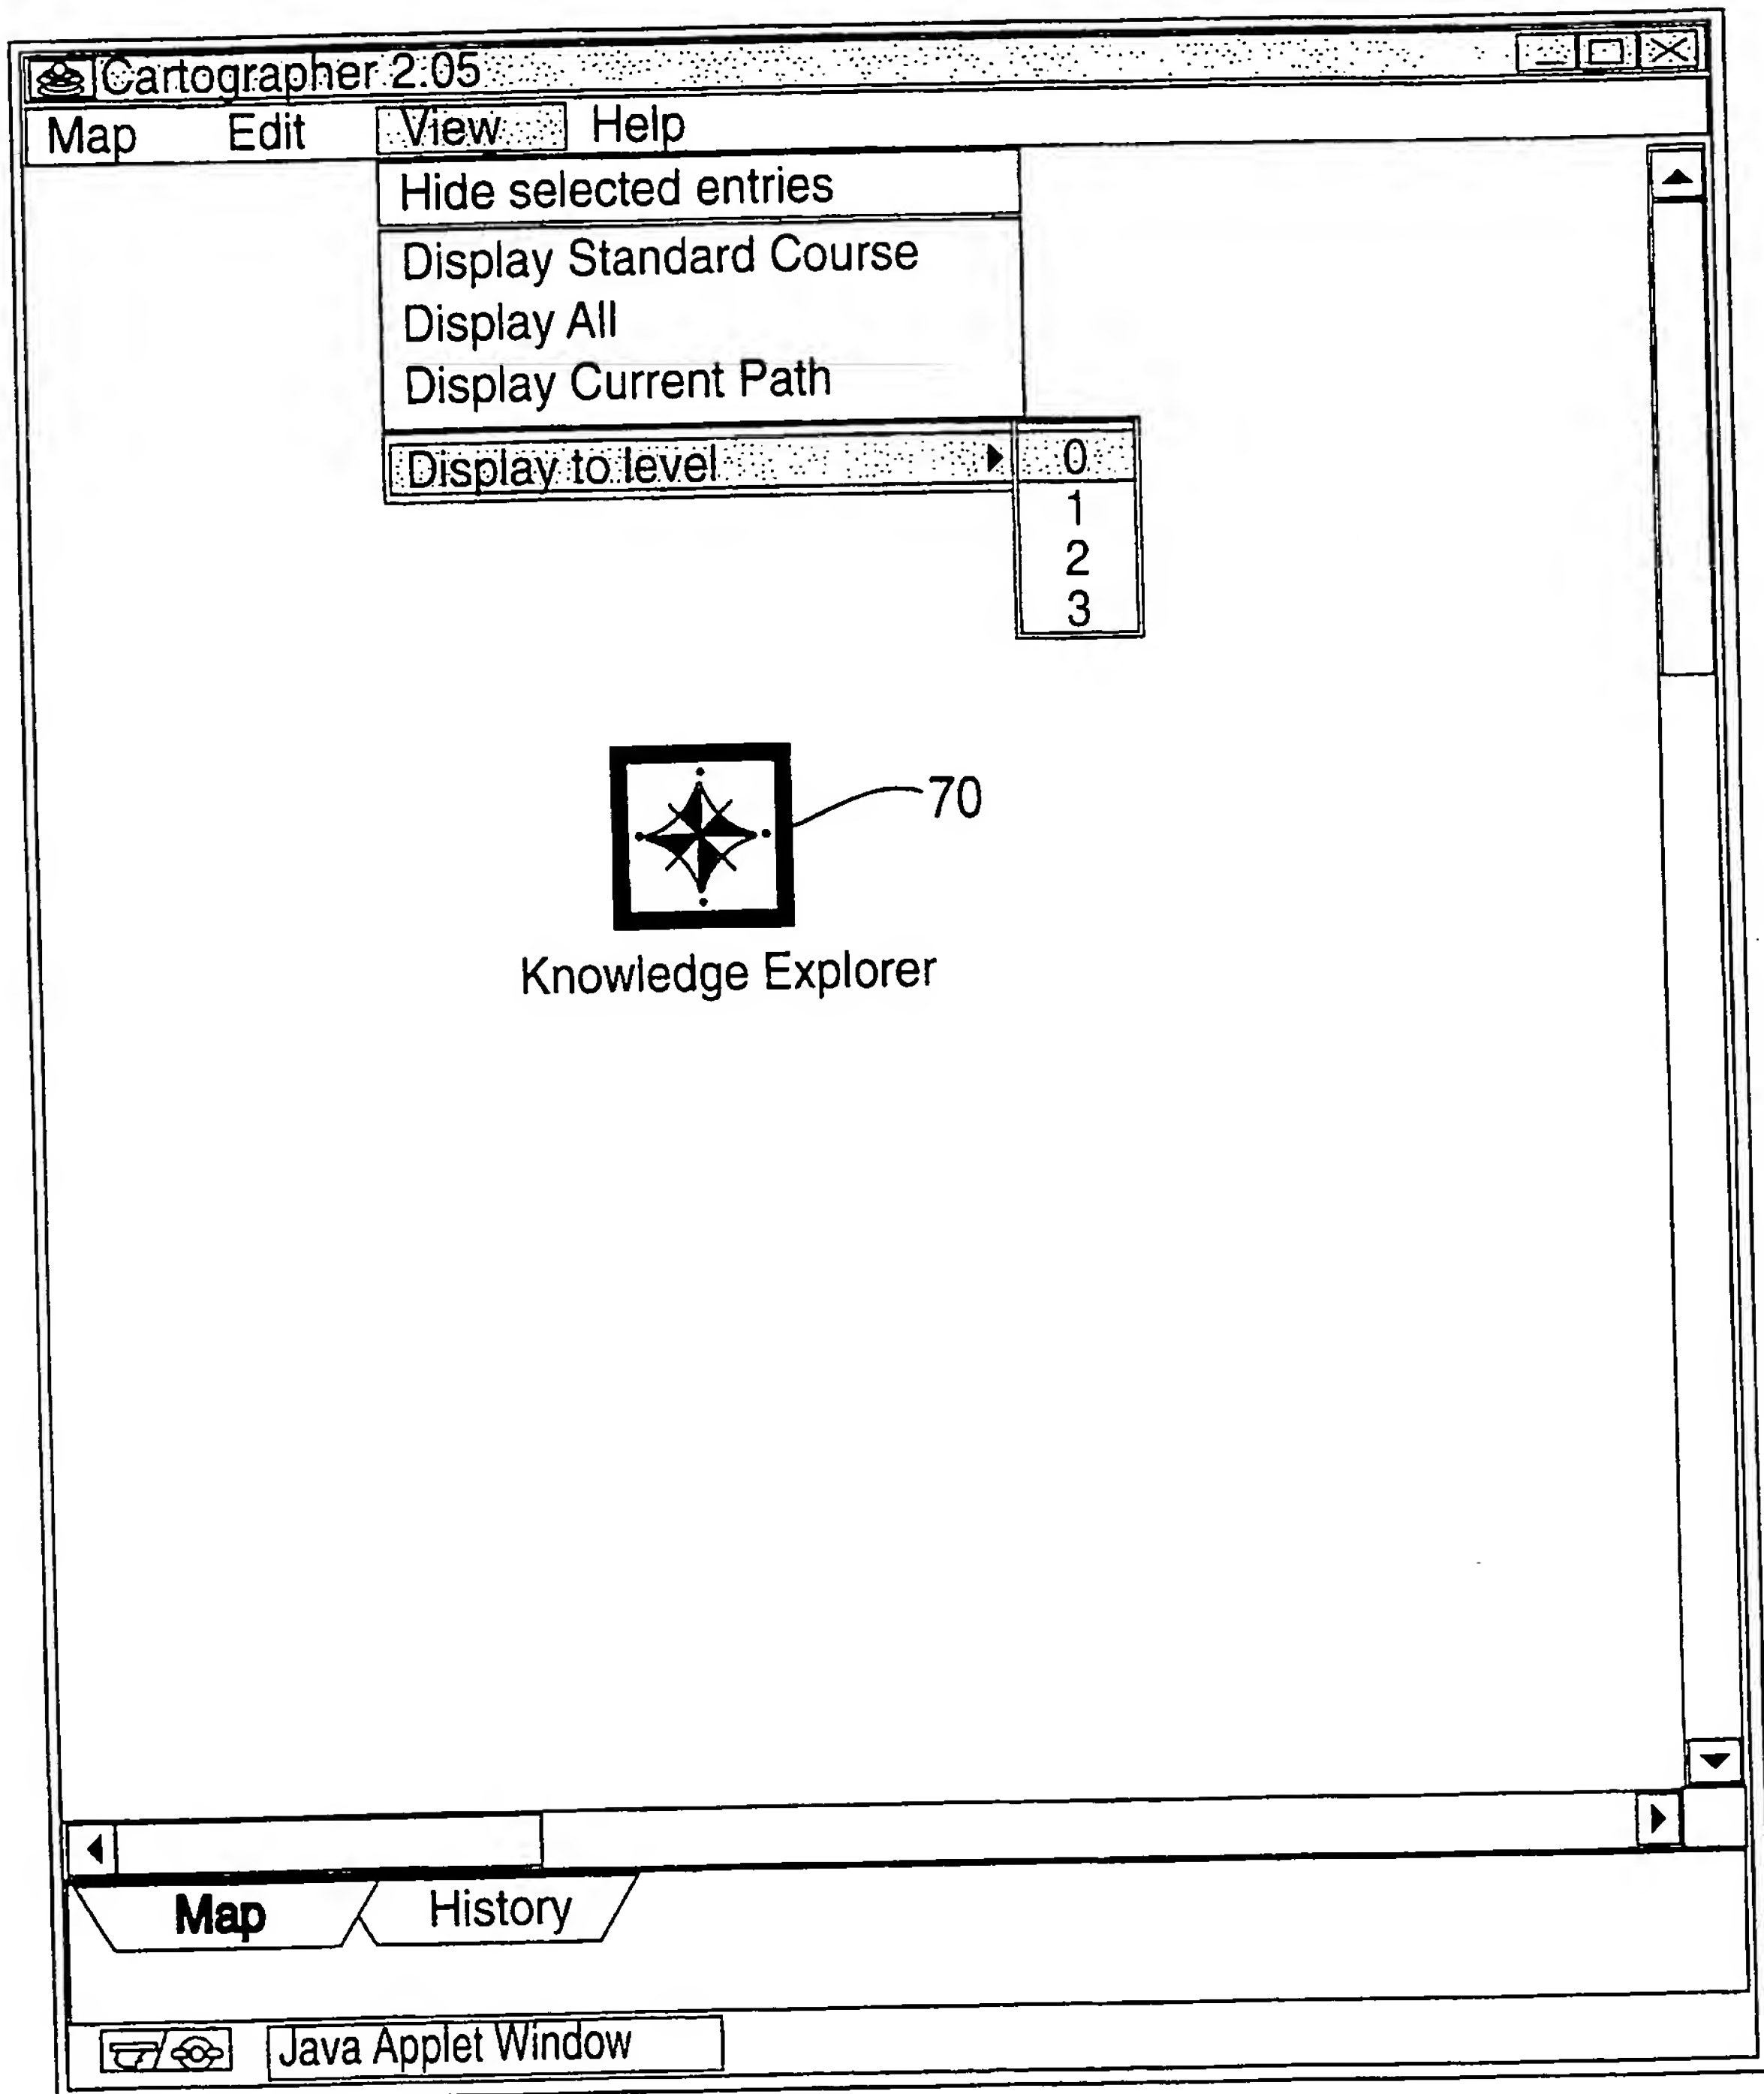 Cartographer 2.05
Map Edit View Help
Hide selected entries
Display Standard Course
Display All
Display Current Path
Display to level
0
1
2
3
70
Knowledge Explorer
Map History
Java Applet Window